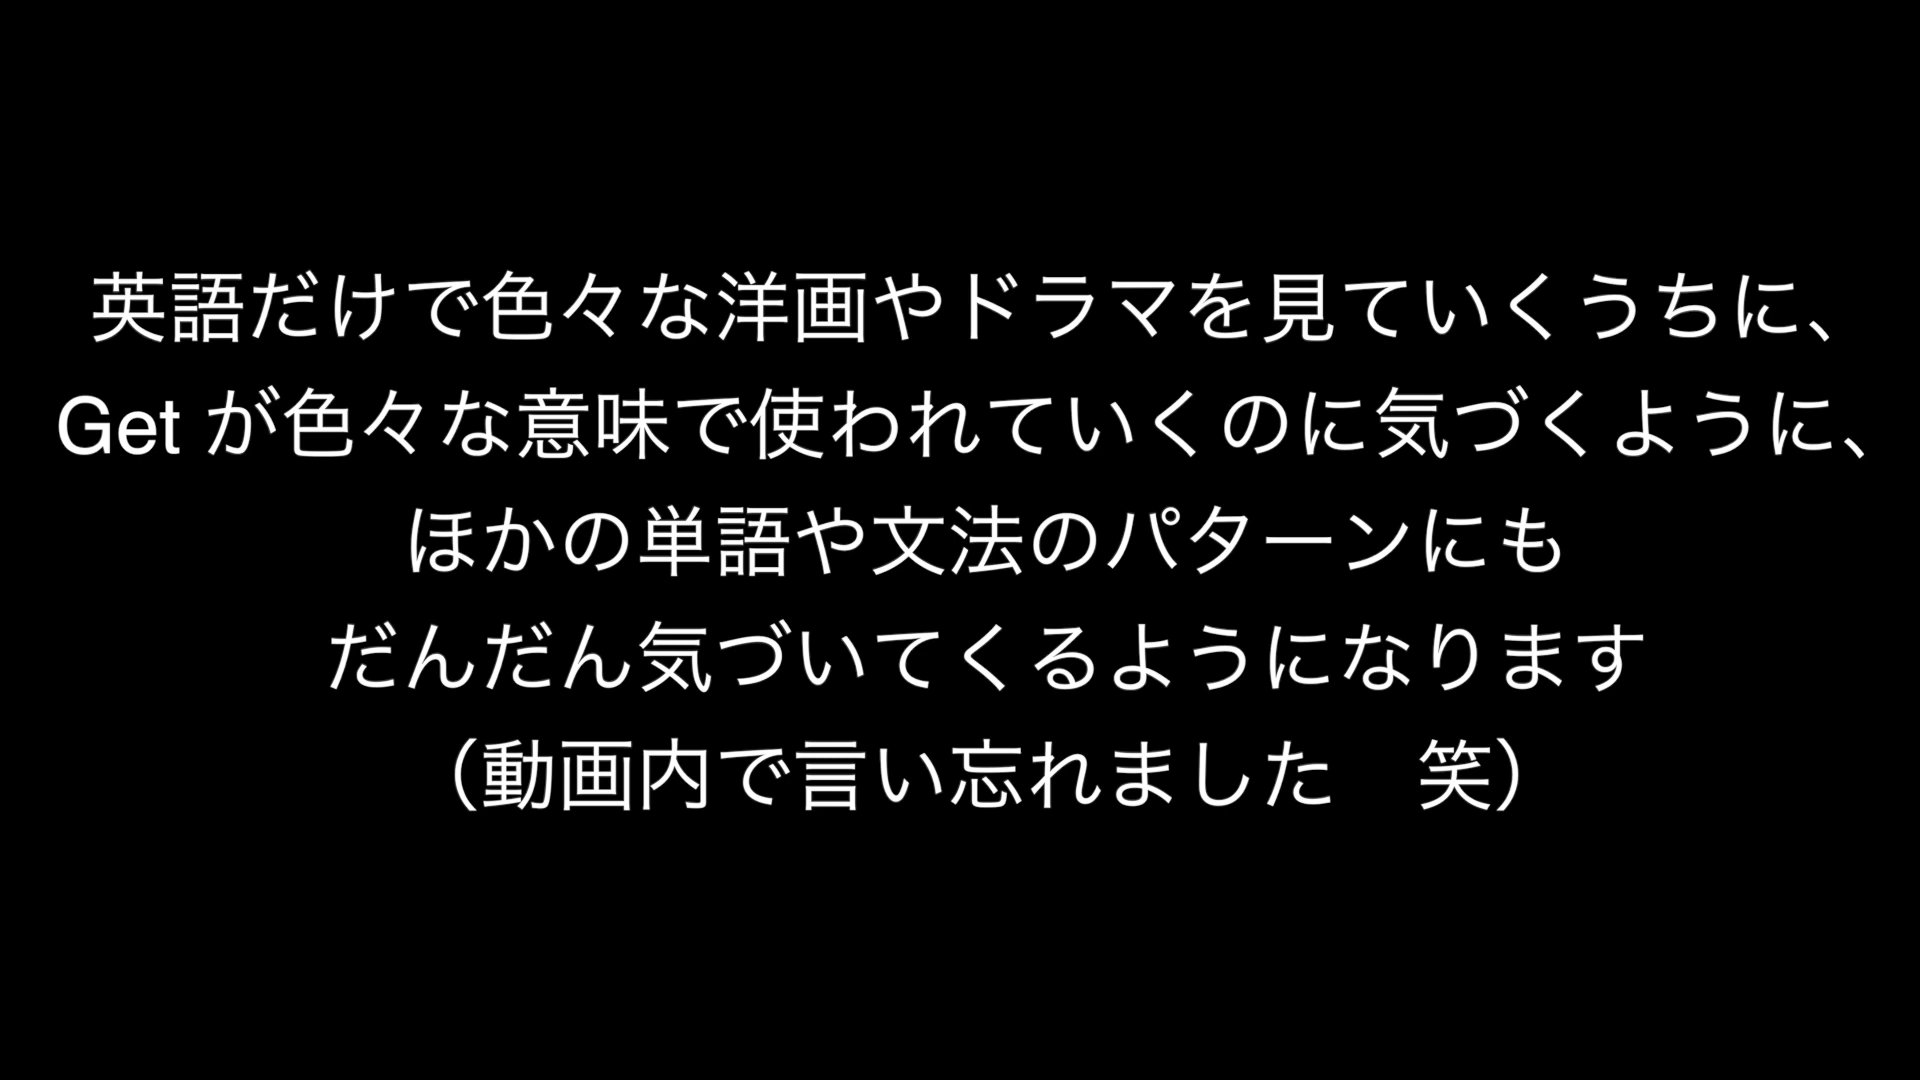 英語だけで色々な洋画やドラマを見ていくうちに、
Get が色々な意味で使われていくのに気づくように、
ほかの単語や文法のパターンにも
だんだん気づいてくるようになります
（動画内で言い忘れました　笑）